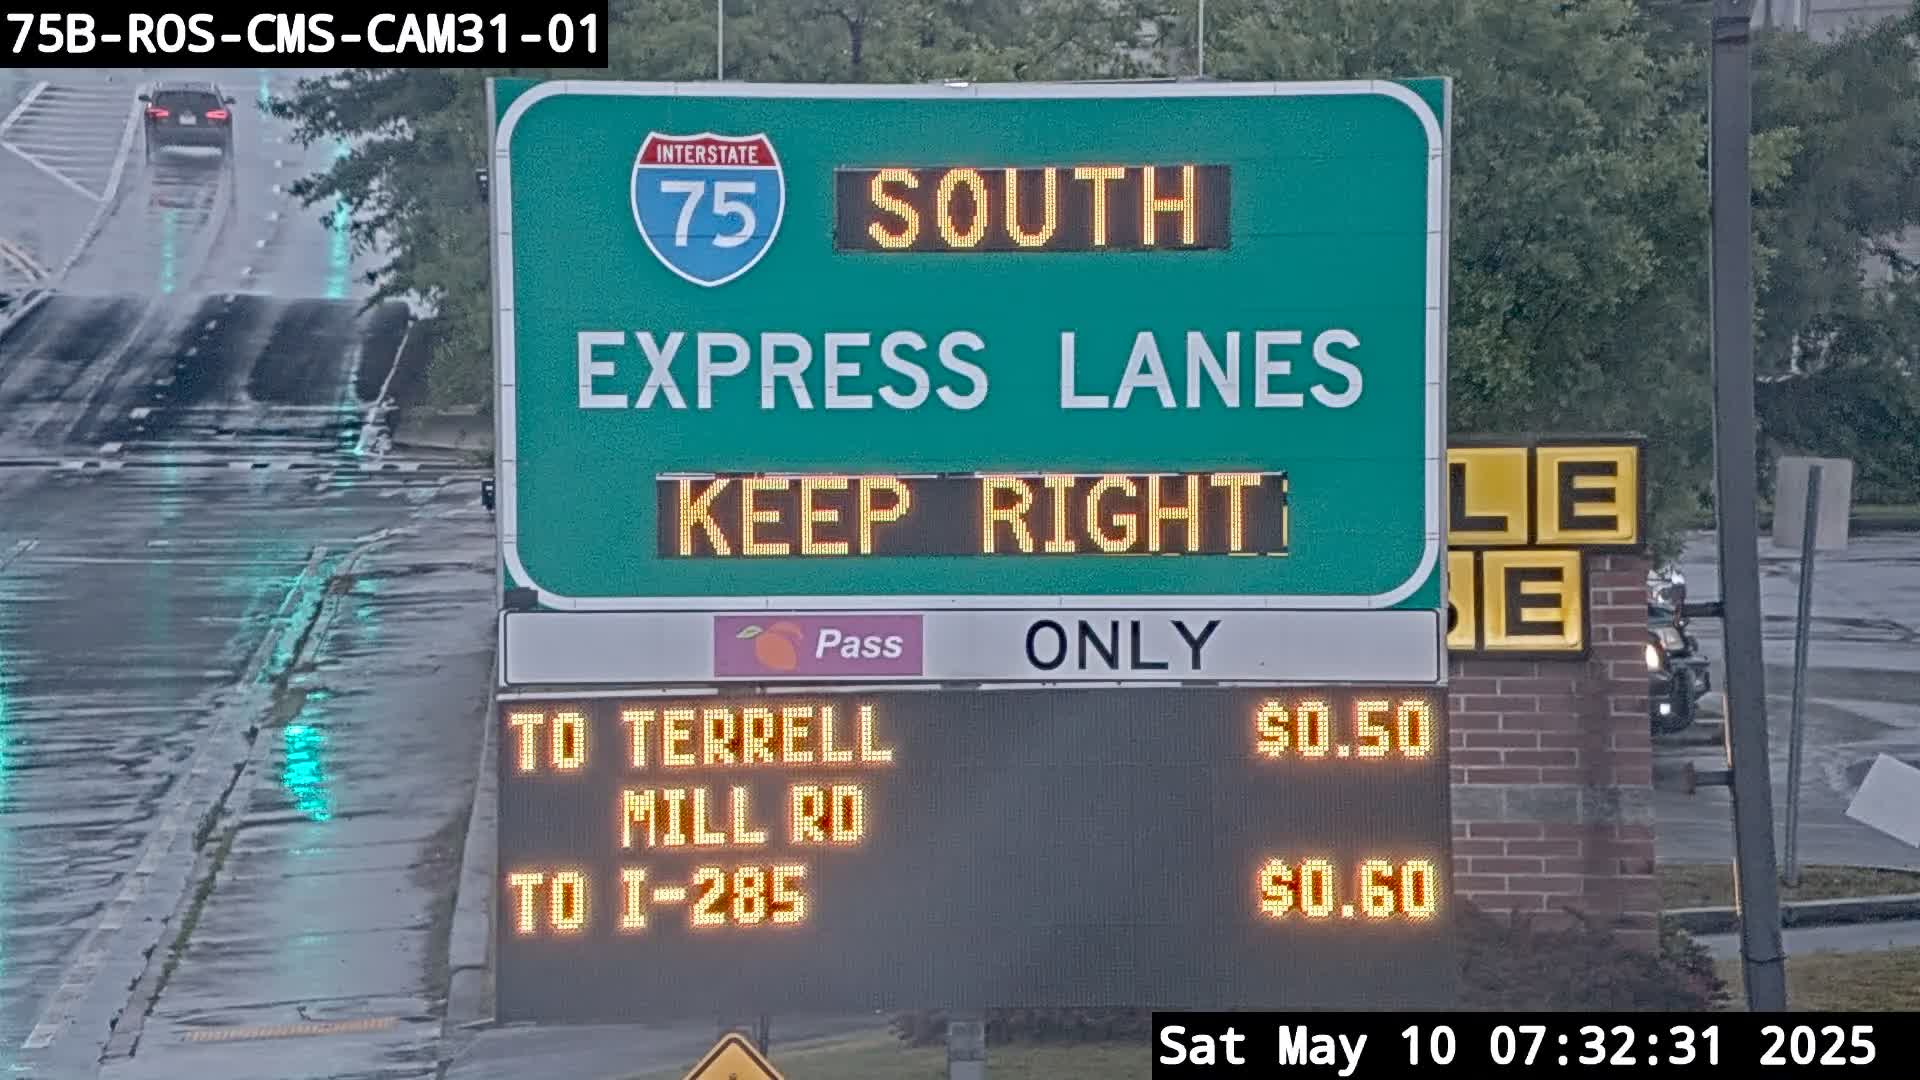 75B-ROS-CMS-CAM31-01
INTERSTATE
75
SOUTH
EXPRESS LANES
KEEP RIGHT
Pass ONLY
TO TERRELL $0.50
MILL RD
TO I-285 $0.60
LE
E
Sat May 10 07:32:31 2025